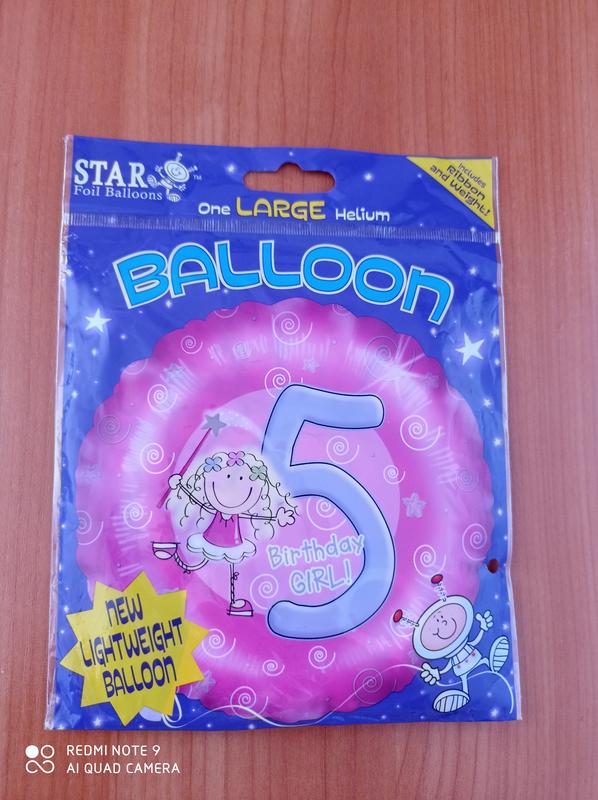 STAR
Foil Balloons
TM
Includes
Ribbon
and Weight!
One LARGE Helium
BALLOON
5
Birthday
GIRL!
NEW
LIGHTWEIGHT
BALLOON
REDMI NOTE 9
AI QUAD CAMERA